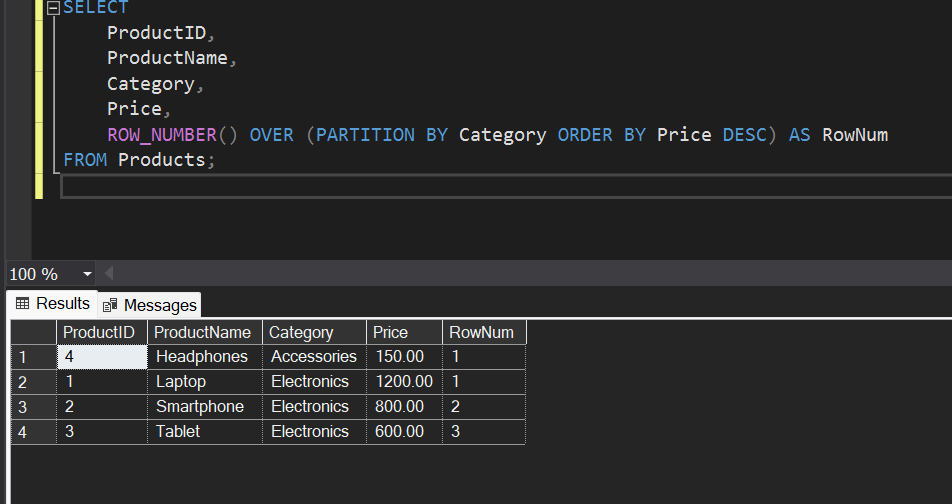 SELECT
ProductID,
ProductName,
Category,
Price,
ROW_NUMBER() OVER (PARTITION BY Category ORDER BY Price DESC) AS RowNum
FROM Products;
100 %
Results Messages
ProductID ProductName Category Price RowNum
1 4 Headphones Accessories 150.00 1
2 1 Laptop Electronics 1200.00 1
3 2 Smartphone Electronics 800.00 2
4 3 Tablet Electronics 600.00 3